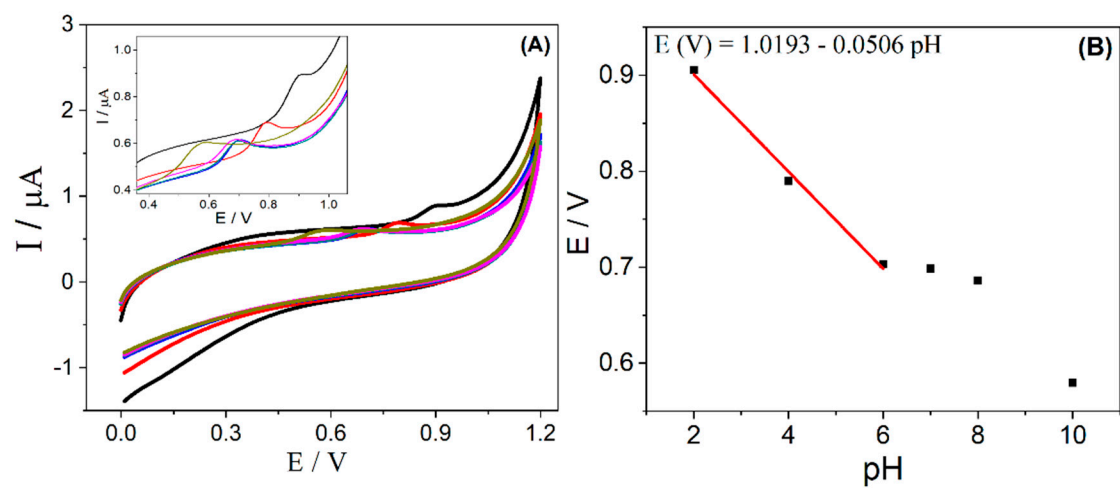 (A)
I / μA
3
2
1
0
-1
0.0 0.3 0.6 0.9 1.2
E / V
I / μA
1.0
0.8
0.6
0.4
0.4 0.6 0.8 1.0
E / V
(B)
E (V) = 1.0193 - 0.0506 pH
E / V
0.9
0.8
0.7
0.6
2 4 6 8 10
pH